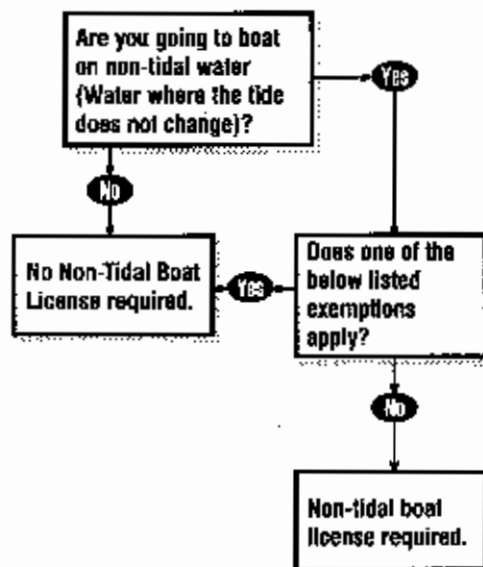 Are you going to boat
on non-tidal water
(Water where the tide
does not change)?
Yes
No
No Non-Tidal Boat
License required.
Yes
Does one of the
below listed
exemptions
apply?
No
Non-tidal boat
license required.